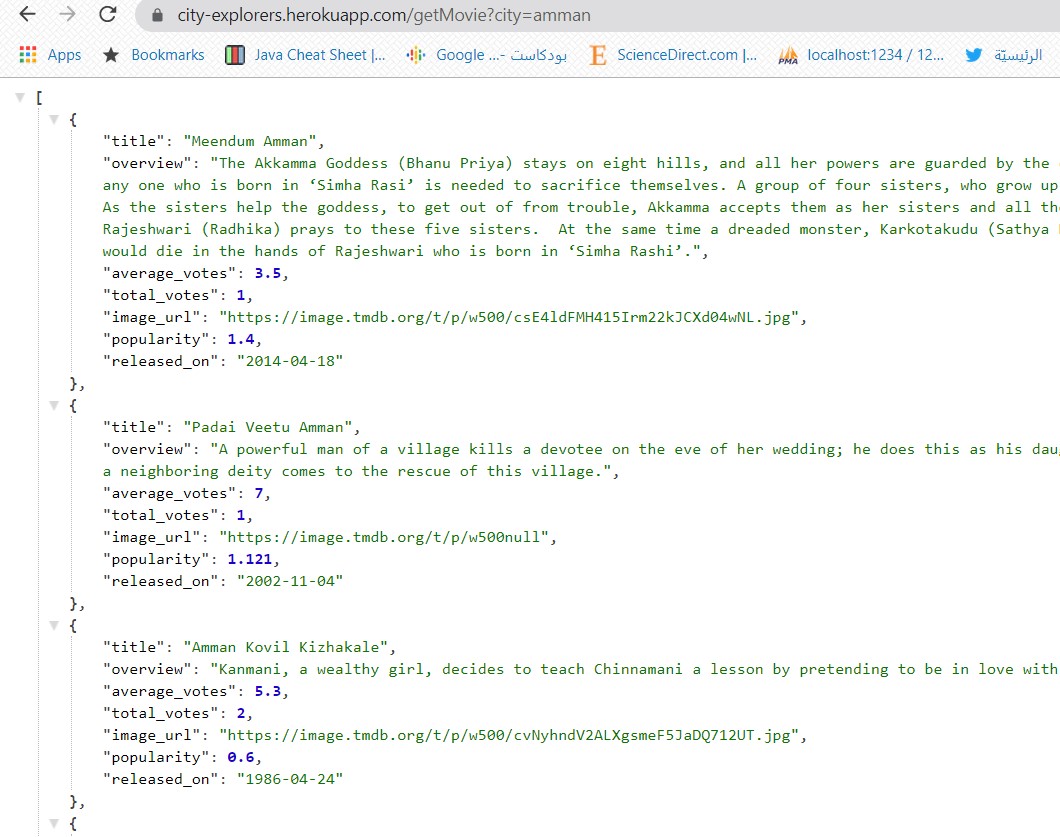 city-explorers.herokuapp.com/getMovie?city=amman
Apps Bookmarks Java Cheat Sheet |... Google ...- بودكاست ScienceDirect.com |... PMA localhost:1234 / 12... الرئيسيّة
[
{
"title": "Meendum Amman",
"overview": "The Akkamma Goddess (Bhanu Priya) stays on eight hills, and all her powers are guarded by the
any one who is born in ‘Simha Rasi’ is needed to sacrifice themselves. A group of four sisters, who grow up
As the sisters help the goddess, to get out of from trouble, Akkamma accepts them as her sisters and all
Rajeshwari (Radhika) prays to these five sisters.  At the same time a dreaded monster, Karkotakudu (Sathya
would die in the hands of Rajeshwari who is born in ‘Simha Rashi’.",
"average_votes": 3.5,
"total_votes": 1,
"image_url": "https://image.tmdb.org/t/p/w500/csE4ldFMH415Irm22kJCXd04wNL.jpg",
"popularity": 1.4,
"released_on": "2014-04-18"
},
{
"title": "Padai Veetu Amman",
"overview": "A powerful man of a village kills a devotee on the eve of her wedding; he does this as his
a neighboring deity comes to the rescue of this village.",
"average_votes": 7,
"total_votes": 1,
"image_url": "https://image.tmdb.org/t/p/w500null",
"popularity": 1.121,
"released_on": "2002-11-04"
},
{
"title": "Amman Kovil Kizhakale",
"overview": "Kanmani, a wealthy girl, decides to teach Chinnamani a lesson by pretending to be in love with
"average_votes": 5.3,
"total_votes": 2,
"image_url": "https://image.tmdb.org/t/p/w500/cvNyhndV2ALXgsmeF5JaDQ712UT.jpg",
"popularity": 0.6,
"released_on": "1986-04-24"
},
{